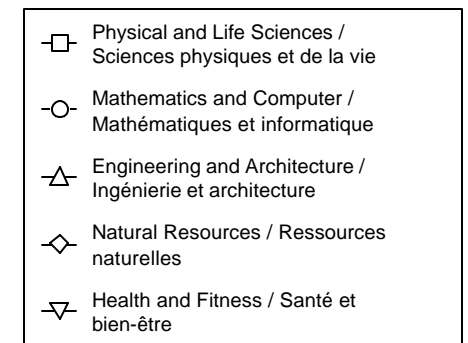 Physical and Life Sciences /
Sciences physiques et de la vie
Mathematics and Computer /
Mathématiques et informatique
Engineering and Architecture /
Ingénierie et architecture
Natural Resources / Ressources
naturelles
Health and Fitness / Santé et
bien-être